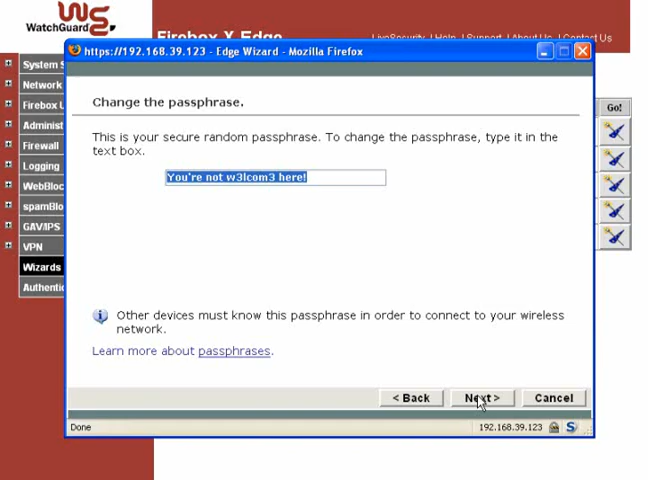 WatchGuard
Firebox X Edge
LiveSecurity | Help | Support | About Us | Contact Us
https://192.168.39.123 - Edge Wizard - Mozilla Firefox
System S
Network
Firebox U
Administ
Firewall
Logging
WebBloc
spamBlo
GAV/IPS
VPN
Wizards
Authentic
Go!
Change the passphrase.
This is your secure random passphrase. To change the passphrase, type it in the
text box.
You're not w3lcom3 here!
Other devices must know this passphrase in order to connect to your wireless
network.
Learn more about passphrases.
< Back
Next >
Cancel
Done
192.168.39.123